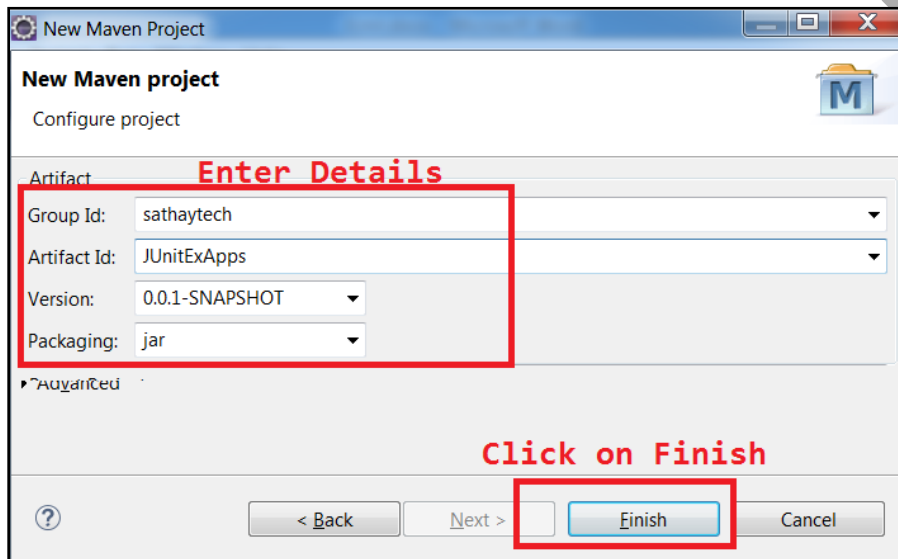 New Maven Project
New Maven project
Configure project
M
Enter Details
Artifact
Group Id: sathaytech
Artifact Id: JUnitExApps
Version: 0.0.1-SNAPSHOT
Packaging: jar
Advanced
Click on Finish
? < Back Next > Finish Cancel